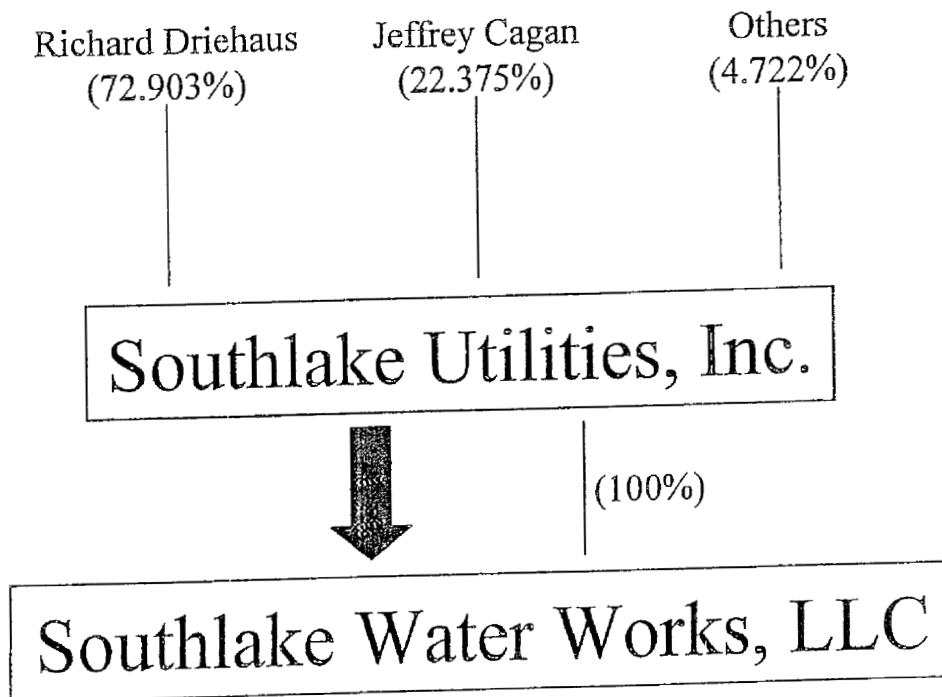 Richard Driehaus
(72.903%)
Jeffrey Cagan
(22.375%)
Others
(4.722%)
Southlake Utilities, Inc.
(100%)
Southlake Water Works, LLC